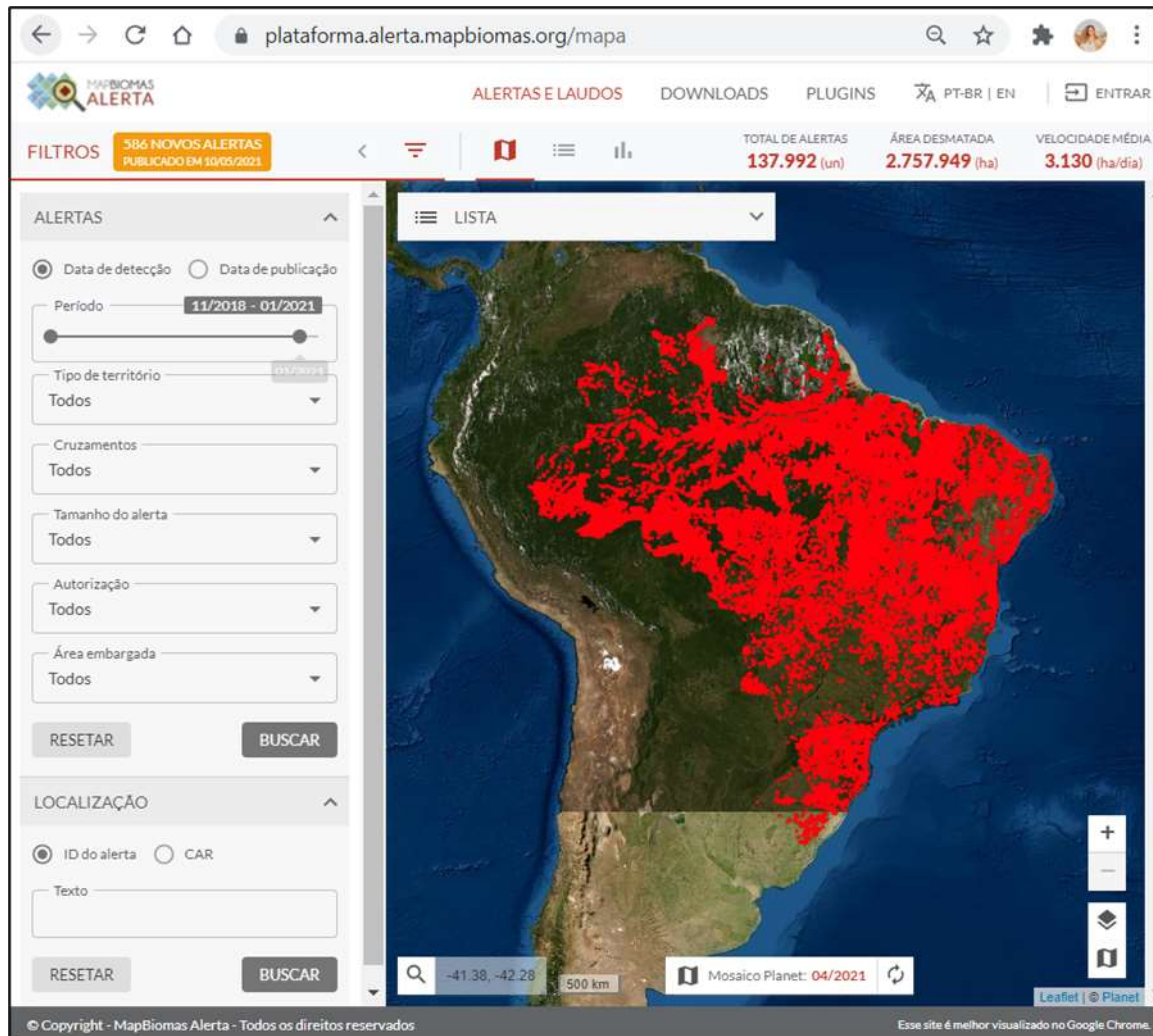 plataforma.alerta.mapbiomas.org/mapa
MAPBIOMAS
ALERTA
ALERTAS E LAUDOS
DOWNLOADS
PLUGINS
PT-BR | EN
ENTRAR
FILTROS
586 NOVOS ALERTAS
PUBLICADO EM 10/05/2021
TOTAL DE ALERTAS
137.992 (un)
ÁREA DESMATADA
2.757.949 (ha)
VELOCIDADE MÉDIA
3.130 (ha/dia)
ALERTAS
Data de detecção
Data de publicação
Período
11/2018 - 01/2021
01/2021
Tipo de território
Todos
Cruzamentos
Todos
Tamanho do alerta
Todos
Autorização
Todos
Área embargada
Todos
RESETAR
BUSCAR
LOCALIZAÇÃO
ID do alerta
CAR
Texto
RESETAR
BUSCAR
LISTA
-41.38, -42.28
500 km
Mosaico Planet: 04/2021
Leaflet | © Planet
© Copyright - MapBiomas Alerta - Todos os direitos reservados
Esse site é melhor visualizado no Google Chrome.